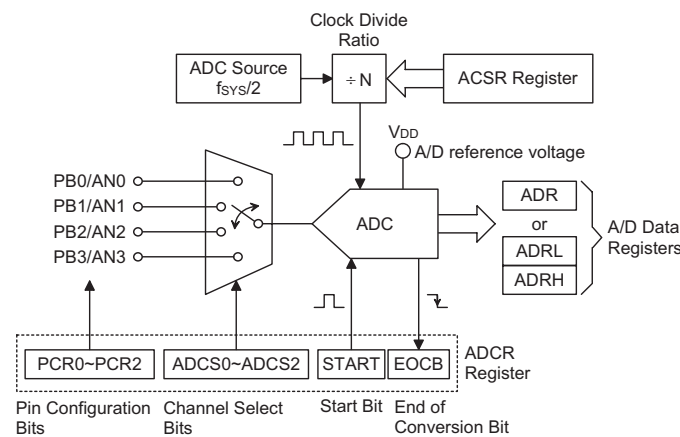 Clock Divide
Ratio
ADC Source
fSYS/2
÷ N
ACSR Register
VDD
A/D reference voltage
PB0/AN0
PB1/AN1
PB2/AN2
PB3/AN3
ADC
ADR
or
ADRL
ADRH
A/D Data
Registers
PCR0~PCR2
ADCS0~ADCS2
START
EOCB
ADCR
Register
Pin Configuration
Bits
Channel Select
Bits
Start Bit
End of
Conversion Bit